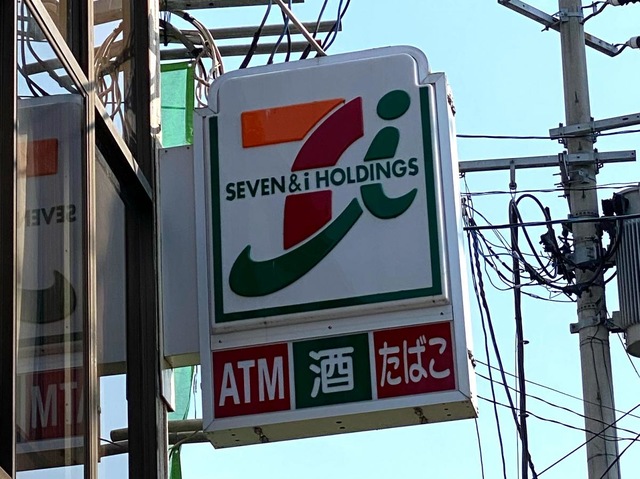 SEVEN&i HOLDINGS
ATM 酒 たばこ